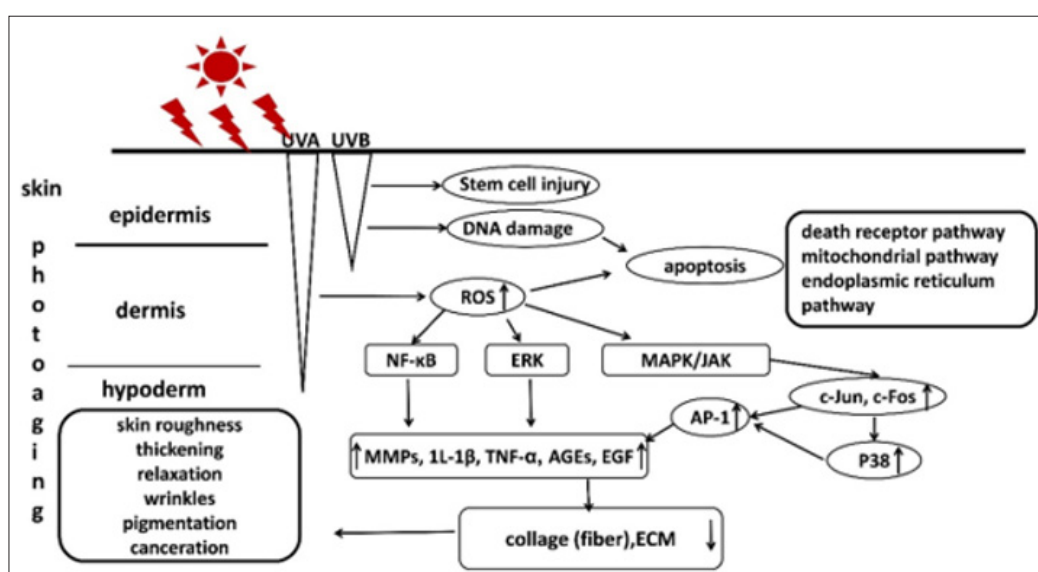 UVA UVB
skin
photoaging
epidermis
dermis
hypoderm
Stem cell injury
DNA damage
apoptosis
death receptor pathway
mitochondrial pathway
endoplasmic reticulum
pathway
ROS
NF-κB
ERK
MAPK/JAK
c-Jun, c-Fos
AP-1
P38
MMPs, 1L-1β, TNF-α, AGEs, EGF
collage (fiber),ECM
skin roughness
thickening
relaxation
wrinkles
pigmentation
canceration